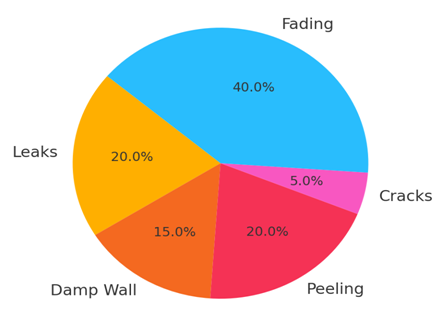 Fading
40.0%
Leaks
20.0%
5.0%
Cracks
15.0%
20.0%
Damp Wall
Peeling